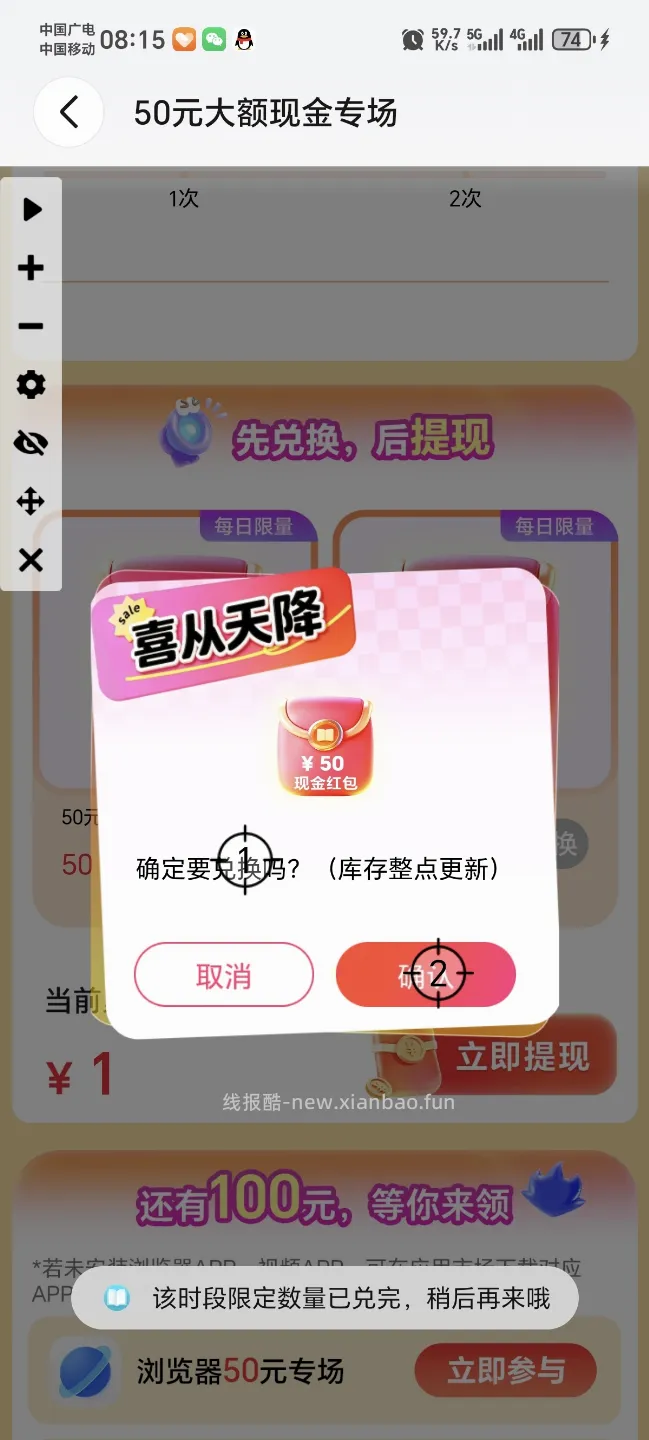 中国广电
中国移动
08:15
59.7 K/s 5G 4G 74
50元大额现金专场
1次 2次
先兑换，后提现
每日限量 每日限量
sale
喜从天降
¥ 50
现金红包
50元
50
换
确定要兑换吗？（库存整点更新）
1
取消 确认
2
当前
¥ 1
立即提现
线报酷-new.xianbao.fun
还有100元，等你来领
*若未安装浏览器APP、视频APP，可在应用市场下载对应
APP
该时段限定数量已兑完，稍后再来哦
浏览器50元专场
立即参与